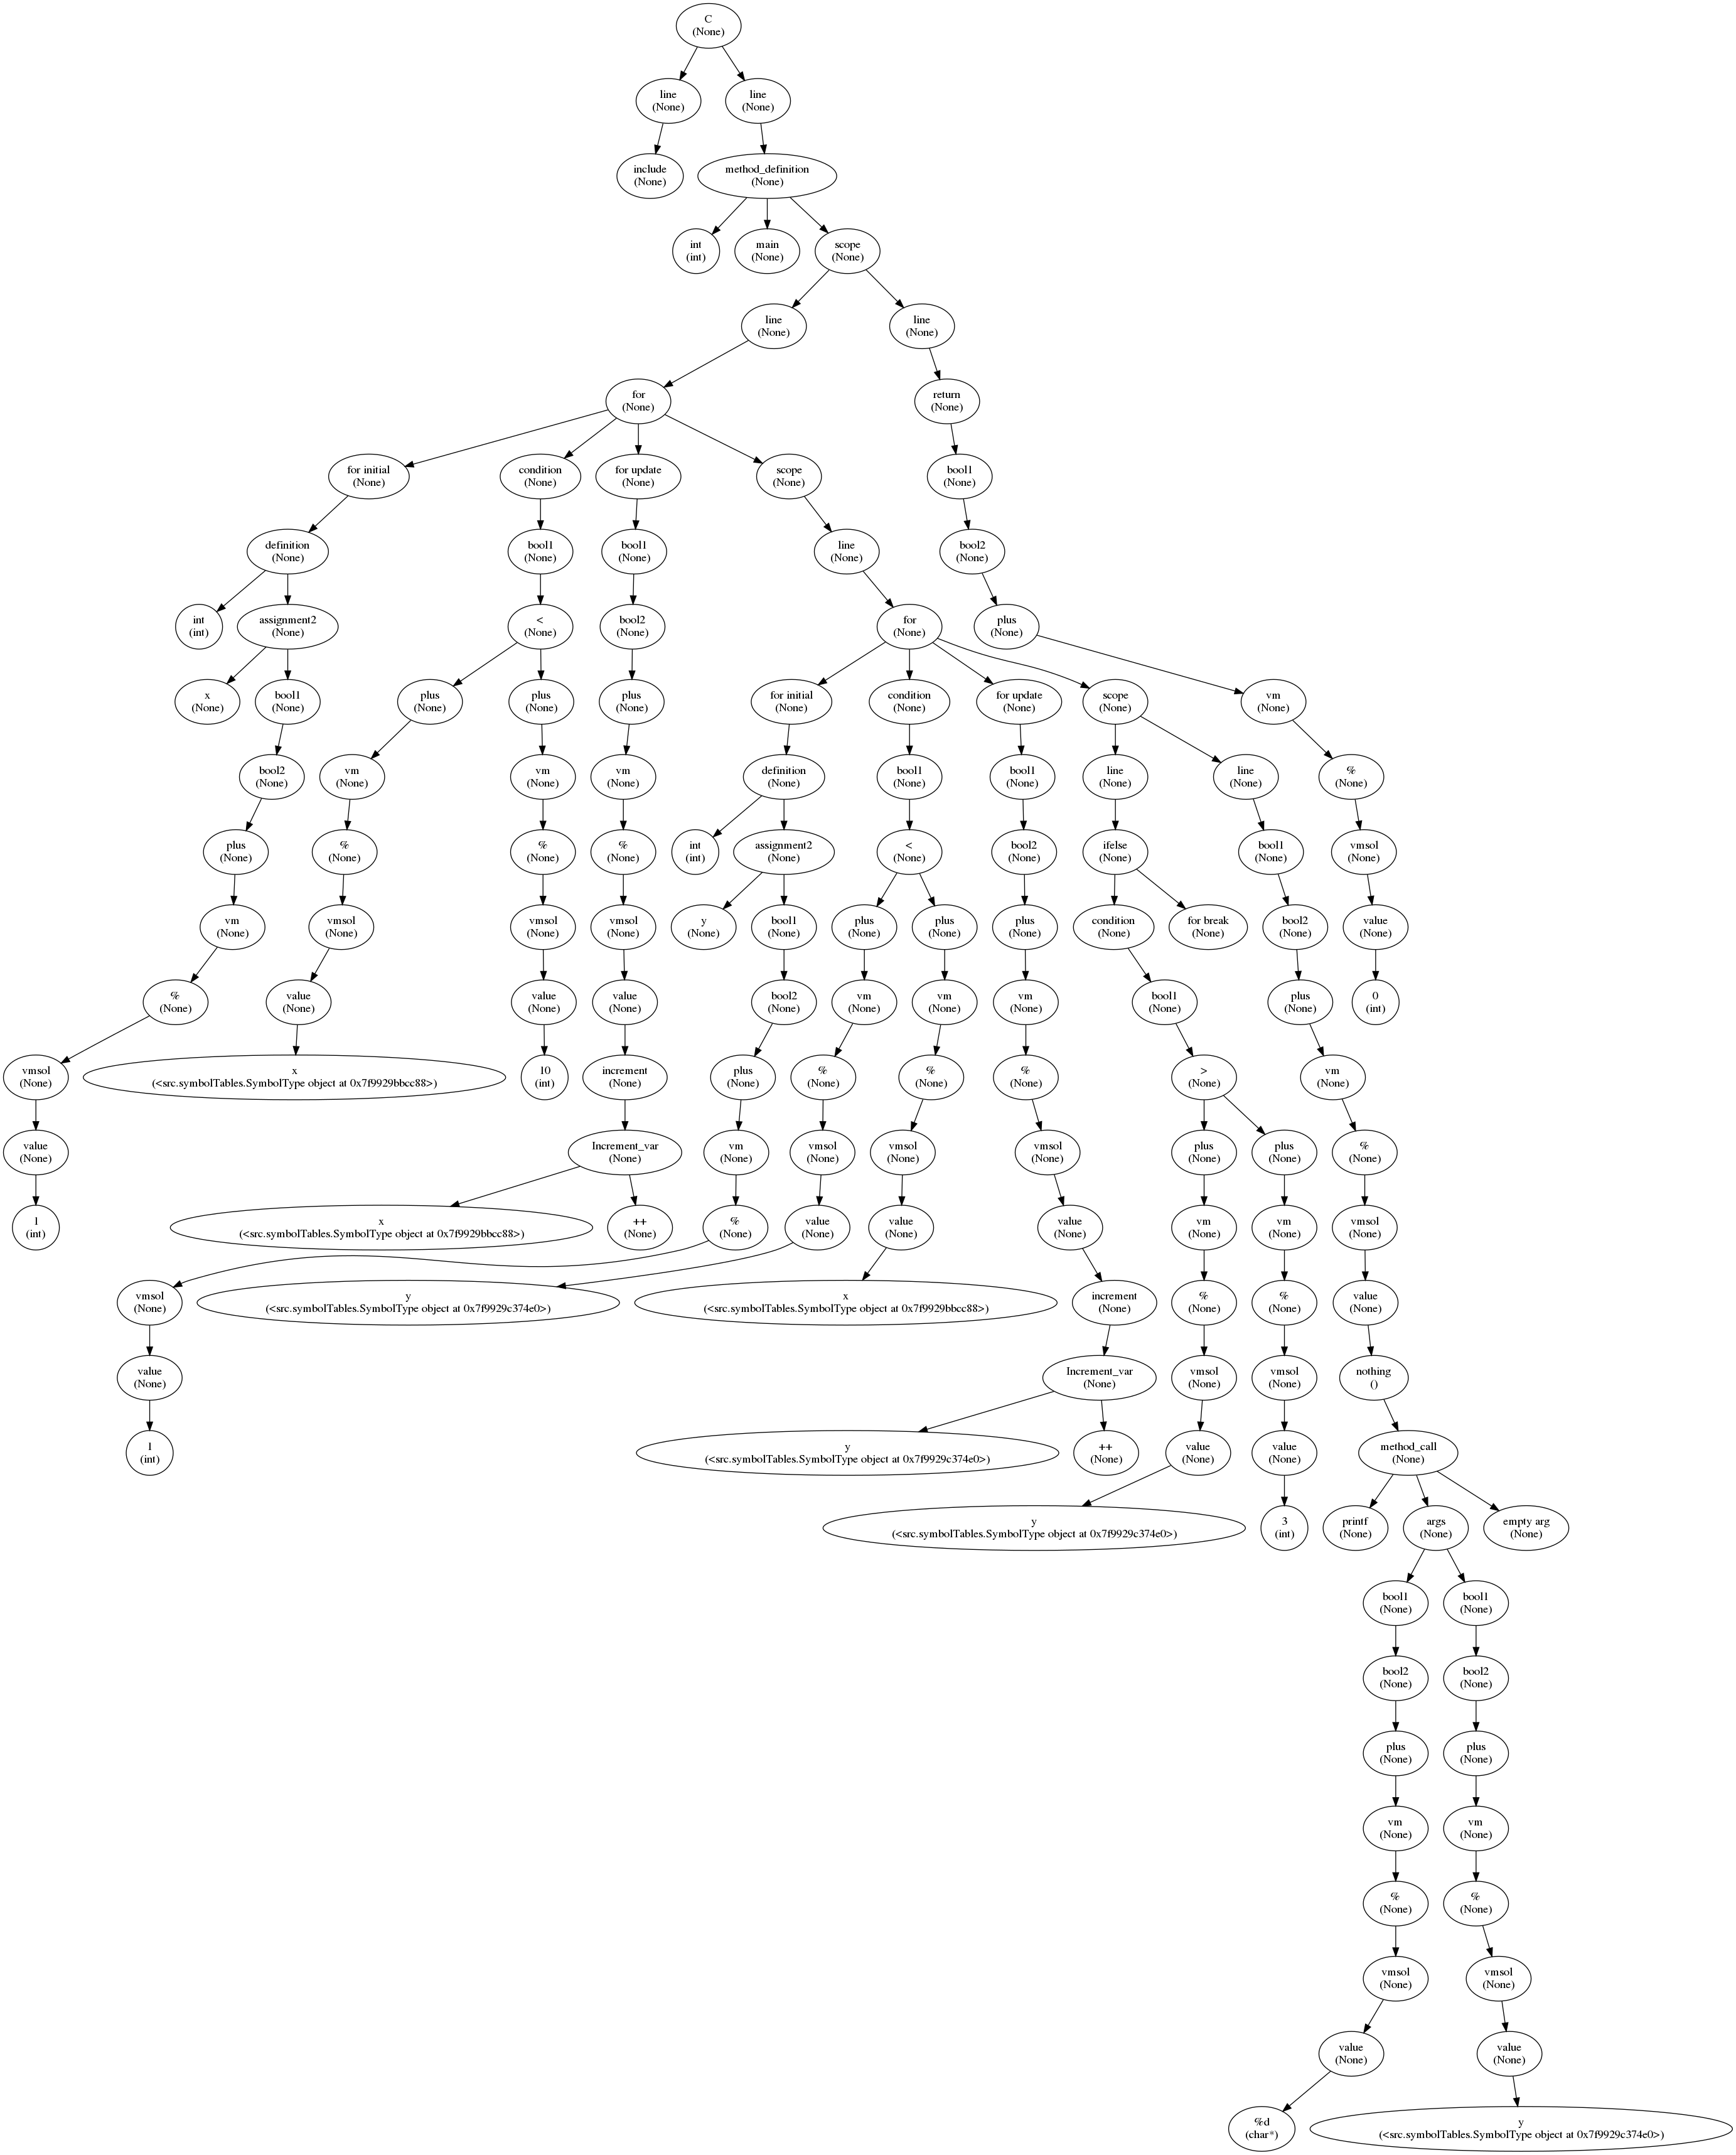 C
(None)
line
(None)
line
(None)
include
(None)
method_definition
(None)
int
(int)
main
(None)
scope
(None)
line
(None)
line
(None)
for
(None)
return
(None)
for initial
(None)
condition
(None)
for update
(None)
scope
(None)
bool1
(None)
definition
(None)
bool1
(None)
bool1
(None)
line
(None)
bool2
(None)
int
(int)
assignment2
(None)
<
(None)
bool2
(None)
for
(None)
plus
(None)
x
(None)
bool1
(None)
plus
(None)
plus
(None)
plus
(None)
for initial
(None)
condition
(None)
for update
(None)
scope
(None)
vm
(None)
bool2
(None)
vm
(None)
vm
(None)
vm
(None)
definition
(None)
bool1
(None)
bool1
(None)
line
(None)
line
(None)
%
(None)
plus
(None)
%
(None)
%
(None)
%
(None)
int
(int)
assignment2
(None)
<
(None)
bool2
(None)
ifelse
(None)
bool1
(None)
vmsol
(None)
vm
(None)
vmsol
(None)
vmsol
(None)
vmsol
(None)
y
(None)
bool1
(None)
plus
(None)
plus
(None)
plus
(None)
condition
(None)
for break
(None)
bool2
(None)
value
(None)
%
(None)
value
(None)
value
(None)
value
(None)
bool2
(None)
vm
(None)
vm
(None)
vm
(None)
bool1
(None)
plus
(None)
0
(int)
vmsol
(None)
x
(<src.symbolTables.SymbolType object at 0x7f9929bbcc88>)
10
(int)
increment
(None)
plus
(None)
%
(None)
%
(None)
%
(None)
>
(None)
vm
(None)
value
(None)
Increment_var
(None)
vm
(None)
vmsol
(None)
vmsol
(None)
vmsol
(None)
plus
(None)
plus
(None)
%
(None)
1
(int)
x
(<src.symbolTables.SymbolType object at 0x7f9929bbcc88>)
++
(None)
%
(None)
value
(None)
value
(None)
value
(None)
vm
(None)
vm
(None)
vmsol
(None)
vmsol
(None)
y
(<src.symbolTables.SymbolType object at 0x7f9929c374e0>)
x
(<src.symbolTables.SymbolType object at 0x7f9929bbcc88>)
increment
(None)
%
(None)
%
(None)
value
(None)
value
(None)
Increment_var
(None)
vmsol
(None)
vmsol
(None)
nothing
()
1
(int)
y
(<src.symbolTables.SymbolType object at 0x7f9929c374e0>)
++
(None)
value
(None)
value
(None)
method_call
(None)
y
(<src.symbolTables.SymbolType object at 0x7f9929c374e0>)
3
(int)
printf
(None)
args
(None)
empty arg
(None)
bool1
(None)
bool1
(None)
bool2
(None)
bool2
(None)
plus
(None)
plus
(None)
vm
(None)
vm
(None)
%
(None)
%
(None)
vmsol
(None)
vmsol
(None)
value
(None)
value
(None)
%d
(char*)
y
(<src.symbolTables.SymbolType object at 0x7f9929c374e0>)